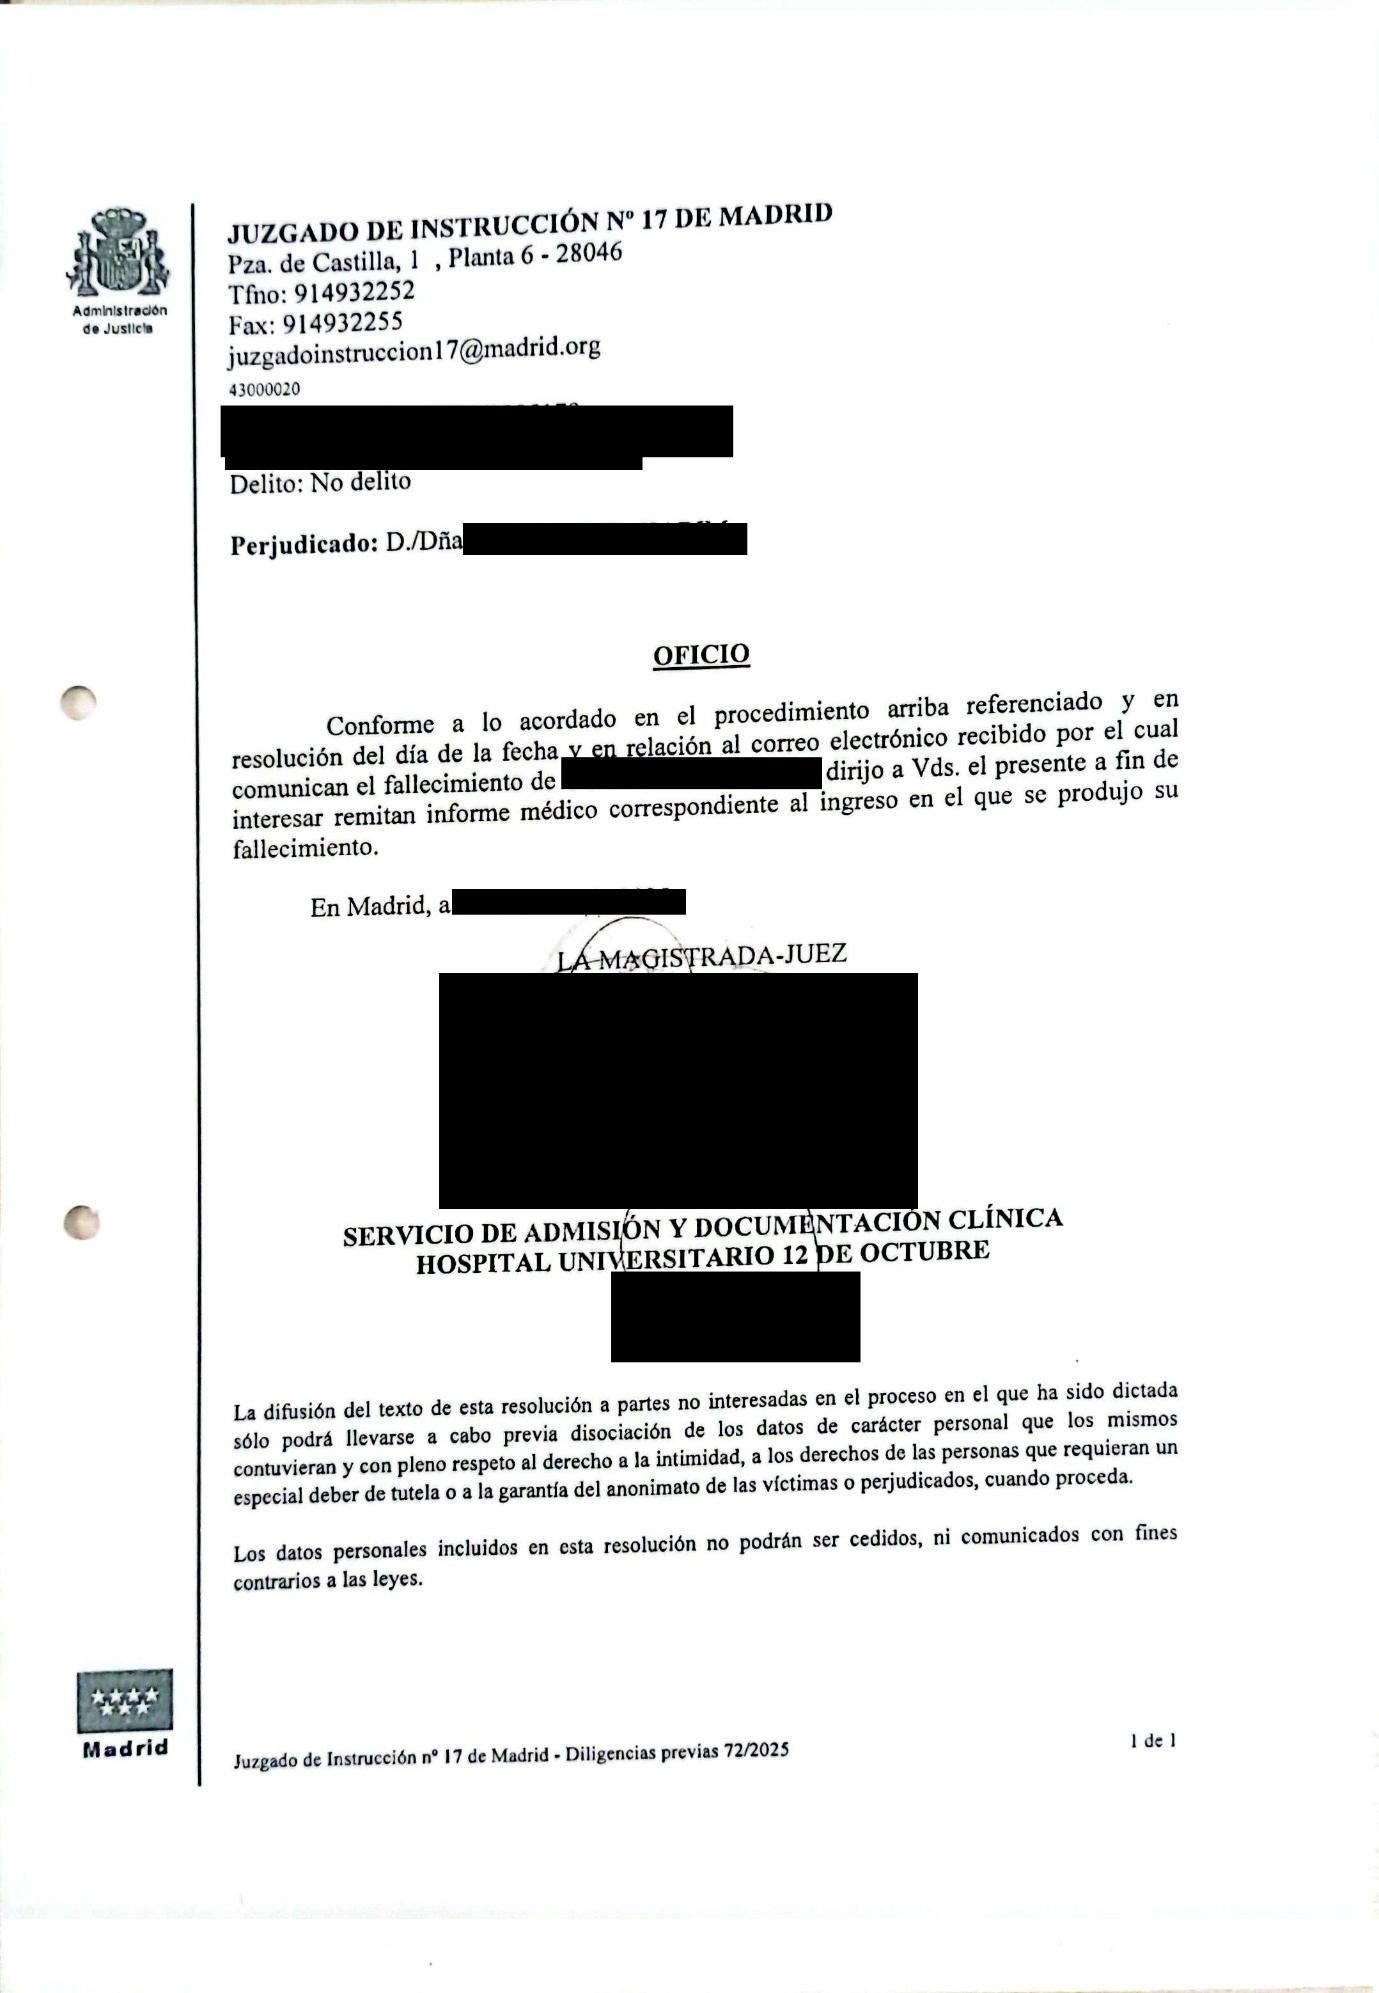 Administración
de Justicia
JUZGADO DE INSTRUCCIÓN Nº 17 DE MADRID
Pza. de Castilla, 1 , Planta 6 - 28046
Tfno: 914932252
Fax: 914932255
juzgadoinstruccion17@madrid.org
43000020
Delito: No delito
Perjudicado: D./Dña
OFICIO
Conforme a lo acordado en el procedimiento arriba referenciado y en
resolución del día de la fecha y en relación al correo electrónico recibido por el cual
comunican el fallecimiento de dirijo a Vds. el presente a fin de
interesar remitan informe médico correspondiente al ingreso en el que se produjo su
fallecimiento.
En Madrid, a
LA MAGISTRADA-JUEZ
SERVICIO DE ADMISIÓN Y DOCUMENTACIÓN CLÍNICA
HOSPITAL UNIVERSITARIO 12 DE OCTUBRE
La difusión del texto de esta resolución a partes no interesadas en el proceso en el que ha sido dictada
sólo podrá llevarse a cabo previa disociación de los datos de carácter personal que los mismos
contuvieran y con pleno respeto al derecho a la intimidad, a los derechos de las personas que requieran un
especial deber de tutela o a la garantía del anonimato de las víctimas o perjudicados, cuando proceda.
Los datos personales incluidos en esta resolución no podrán ser cedidos, ni comunicados con fines
contrarios a las leyes.
Madrid
Juzgado de Instrucción nº 17 de Madrid - Diligencias previas 72/2025
1 de 1